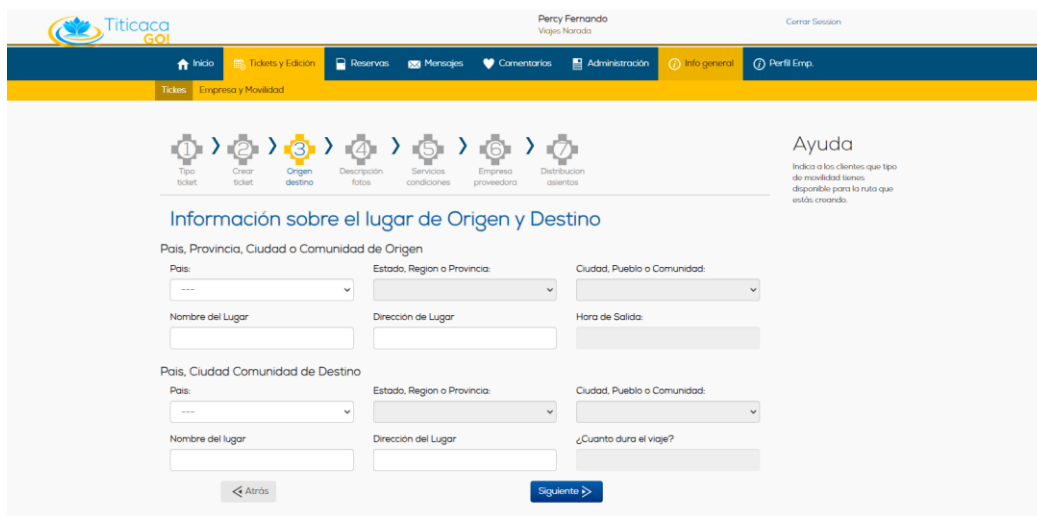 Titicaca
GO!
Percy Fernando
Viajes Narada
Cerrar Session
Inicio Tickets y Edición Reservas Mensajes Comentarios Administración Info general Perfil Emp.
Tickes Empresa y Movilidad
1 2 3 4 5 6 7
Tipo ticket Crear ticket Origen destino Descripción fotos Servicios condiciones Empresa proveedora Distribucion asientos
Ayuda
Indica a los clientes que tipo
de movilidad tienes
disponible para la ruta que
estás creando.
Información sobre el lugar de Origen y Destino
Pais, Provincia, Ciudad o Comunidad de Origen
Pais: Estado, Region o Provincia: Ciudad, Pueblo o Comunidad:
---
Nombre del Lugar Dirección de Lugar Hora de Salida:
Pais, Ciudad Comunidad de Destino
Pais: Estado, Region o Provincia: Ciudad, Pueblo o Comunidad:
---
Nombre del lugar Dirección del Lugar ¿Cuanto dura el viaje?
Atrás Siguiente